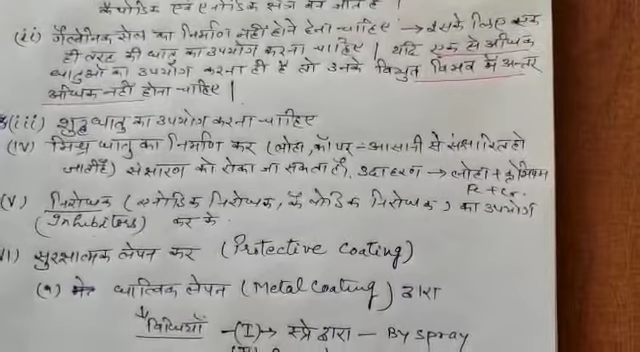 कैथोडिक एवं एनोडिक क्षेत्र बन जाते हैं।
(ii) गैल्वेनिक सेल का निर्माण नहीं होने देना चाहिए → इसके लिए एक
ही तरह की धातु का उपयोग करना चाहिए। यदि एक से अधिक
धातुओं का उपयोग करना ही है तो उनके विद्युत विभव में अन्तर
अधिक नहीं होना चाहिए।
(iii) शुद्ध धातु का उपयोग करना चाहिए
(iv) मिश्र धातु का निर्माण कर (लोहा, कॉपर = आसानी से संक्षारित हो
जाती है) संक्षारण को रोका जा सकता है, उदाहरण → लोहा + क्रोमियम
Fe + Cr.
(v) निरोधक (एनोडिक निरोधक, कैथोडिक निरोधक) का उपयोग
(Inhibitors) कर के.
सुरक्षात्मक लेपन कर (Protective Coating)
(१) धात्विक लेपन (Metal Coating) द्वारा
विधियाँ -(I)→ स्प्रे द्वारा - By spray